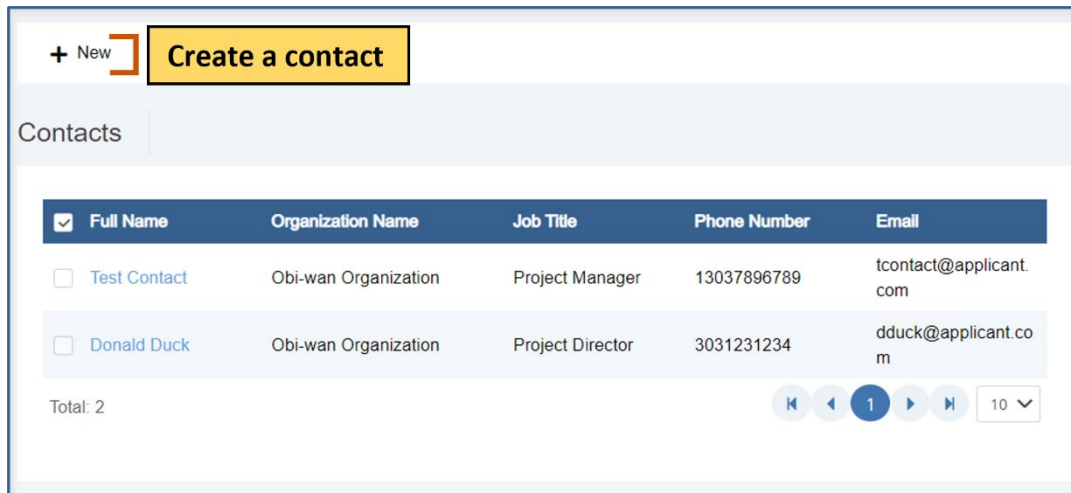 + New
Create a contact
Contacts
Full Name Organization Name Job Title Phone Number Email
Test Contact Obi-wan Organization Project Manager 13037896789 tcontact@applicant.
com
Donald Duck Obi-wan Organization Project Director 3031231234 dduck@applicant.co
m
Total: 2
1
10